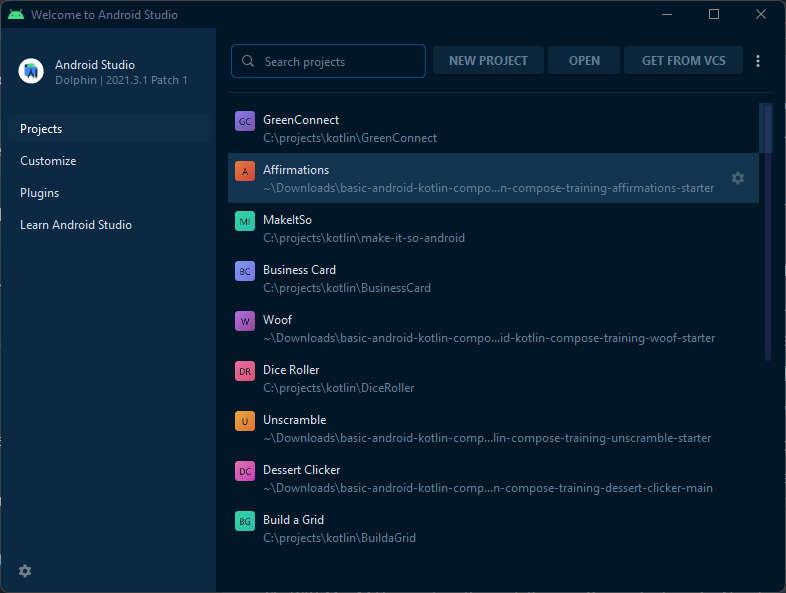 Welcome to Android Studio
Android Studio
Dolphin | 2021.3.1 Patch 1
Projects
Customize
Plugins
Learn Android Studio
Search projects
NEW PROJECT
OPEN
GET FROM VCS
GC
GreenConnect
C:\projects\kotlin\GreenConnect
A
Affirmations
~\Downloads\basic-android-kotlin-compo...n-compose-training-affirmations-starter
MI
MakeItSo
C:\projects\kotlin\make-it-so-android
BC
Business Card
C:\projects\kotlin\BusinessCard
W
Woof
~\Downloads\basic-android-kotlin-compo...id-kotlin-compose-training-woof-starter
DR
Dice Roller
C:\projects\kotlin\DiceRoller
U
Unscramble
~\Downloads\basic-android-kotlin-comp...lin-compose-training-unscramble-starter
DC
Dessert Clicker
~\Downloads\basic-android-kotlin-comp...n-compose-training-dessert-clicker-main
BG
Build a Grid
C:\projects\kotlin\BuildaGrid